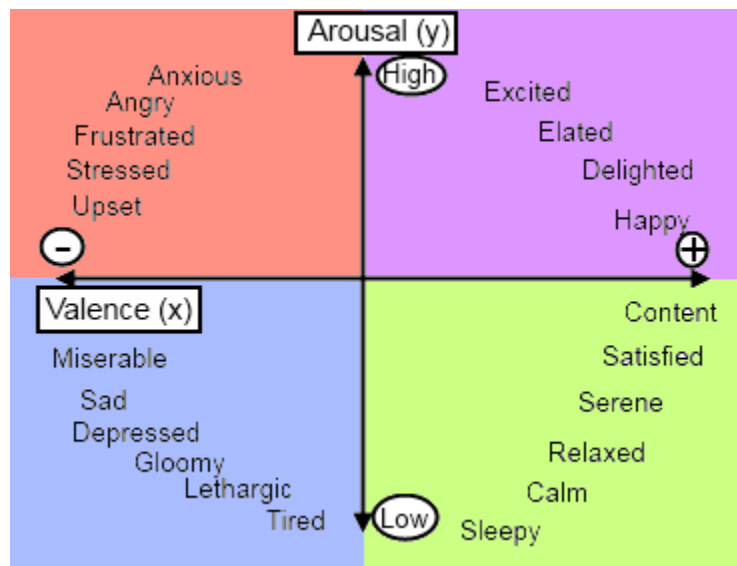 Arousal (y)
High
Anxious
Angry
Frustrated
Stressed
Upset
-
Excited
Elated
Delighted
Happy
+
Valence (x)
Miserable
Sad
Depressed
Gloomy
Lethargic
Tired
Low
Content
Satisfied
Serene
Relaxed
Calm
Sleepy